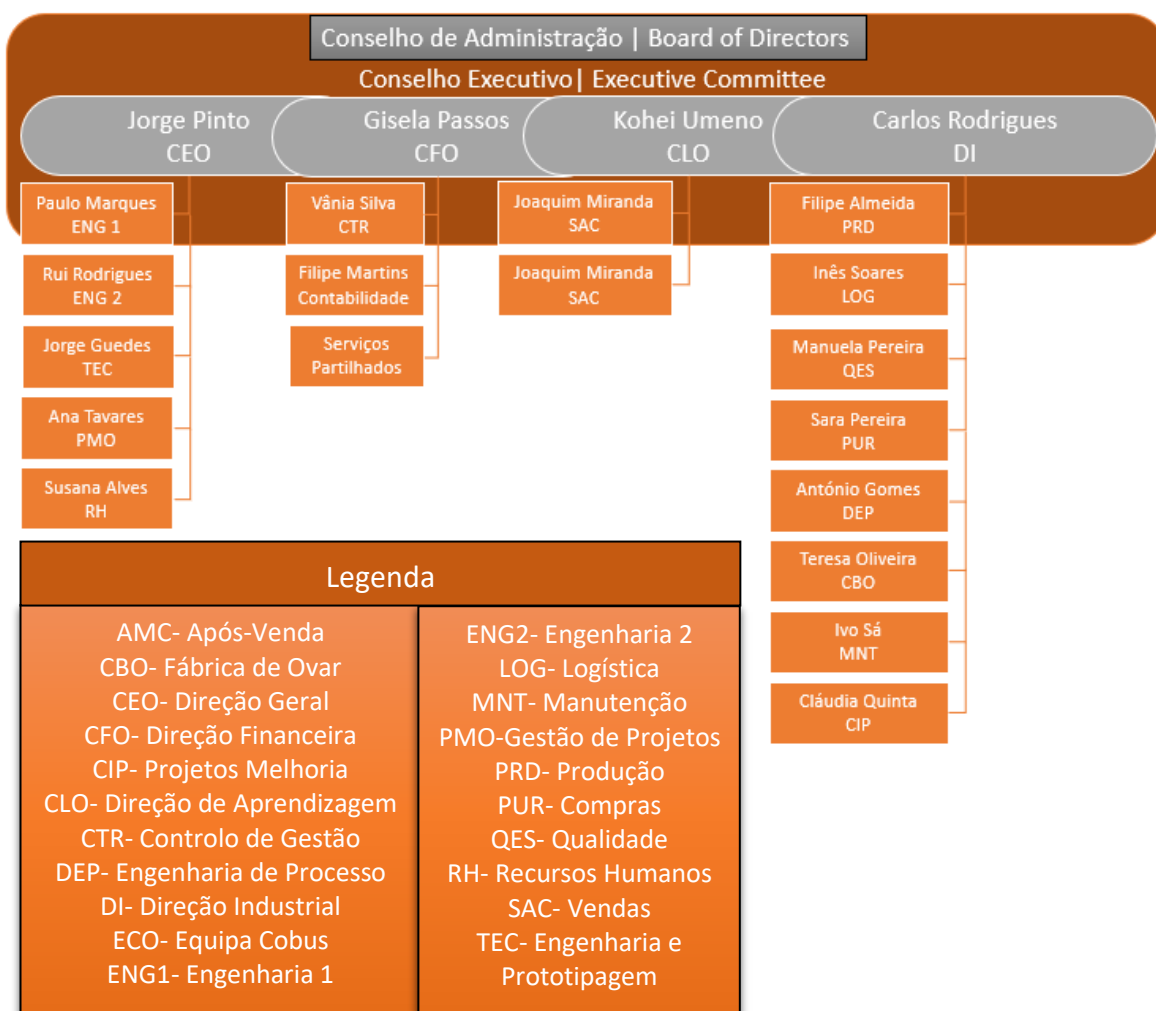 Conselho de Administração | Board of Directors
Conselho Executivo| Executive Committee
Jorge Pinto
CEO
Gisela Passos
CFO
Kohei Umeno
CLO
Carlos Rodrigues
DI
Paulo Marques
ENG 1
Rui Rodrigues
ENG 2
Jorge Guedes
TEC
Ana Tavares
PMO
Susana Alves
RH
Vânia Silva
CTR
Filipe Martins
Contabilidade
Serviços
Partilhados
Joaquim Miranda
SAC
Joaquim Miranda
SAC
Filipe Almeida
PRD
Inês Soares
LOG
Manuela Pereira
QES
Sara Pereira
PUR
António Gomes
DEP
Teresa Oliveira
CBO
Ivo Sá
MNT
Cláudia Quinta
CIP
Legenda
AMC- Após-Venda
CBO- Fábrica de Ovar
CEO- Direção Geral
CFO- Direção Financeira
CIP- Projetos Melhoria
CLO- Direção de Aprendizagem
CTR- Controlo de Gestão
DEP- Engenharia de Processo
DI- Direção Industrial
ECO- Equipa Cobus
ENG1- Engenharia 1
ENG2- Engenharia 2
LOG- Logística
MNT- Manutenção
PMO-Gestão de Projetos
PRD- Produção
PUR- Compras
QES- Qualidade
RH- Recursos Humanos
SAC- Vendas
TEC- Engenharia e
Prototipagem